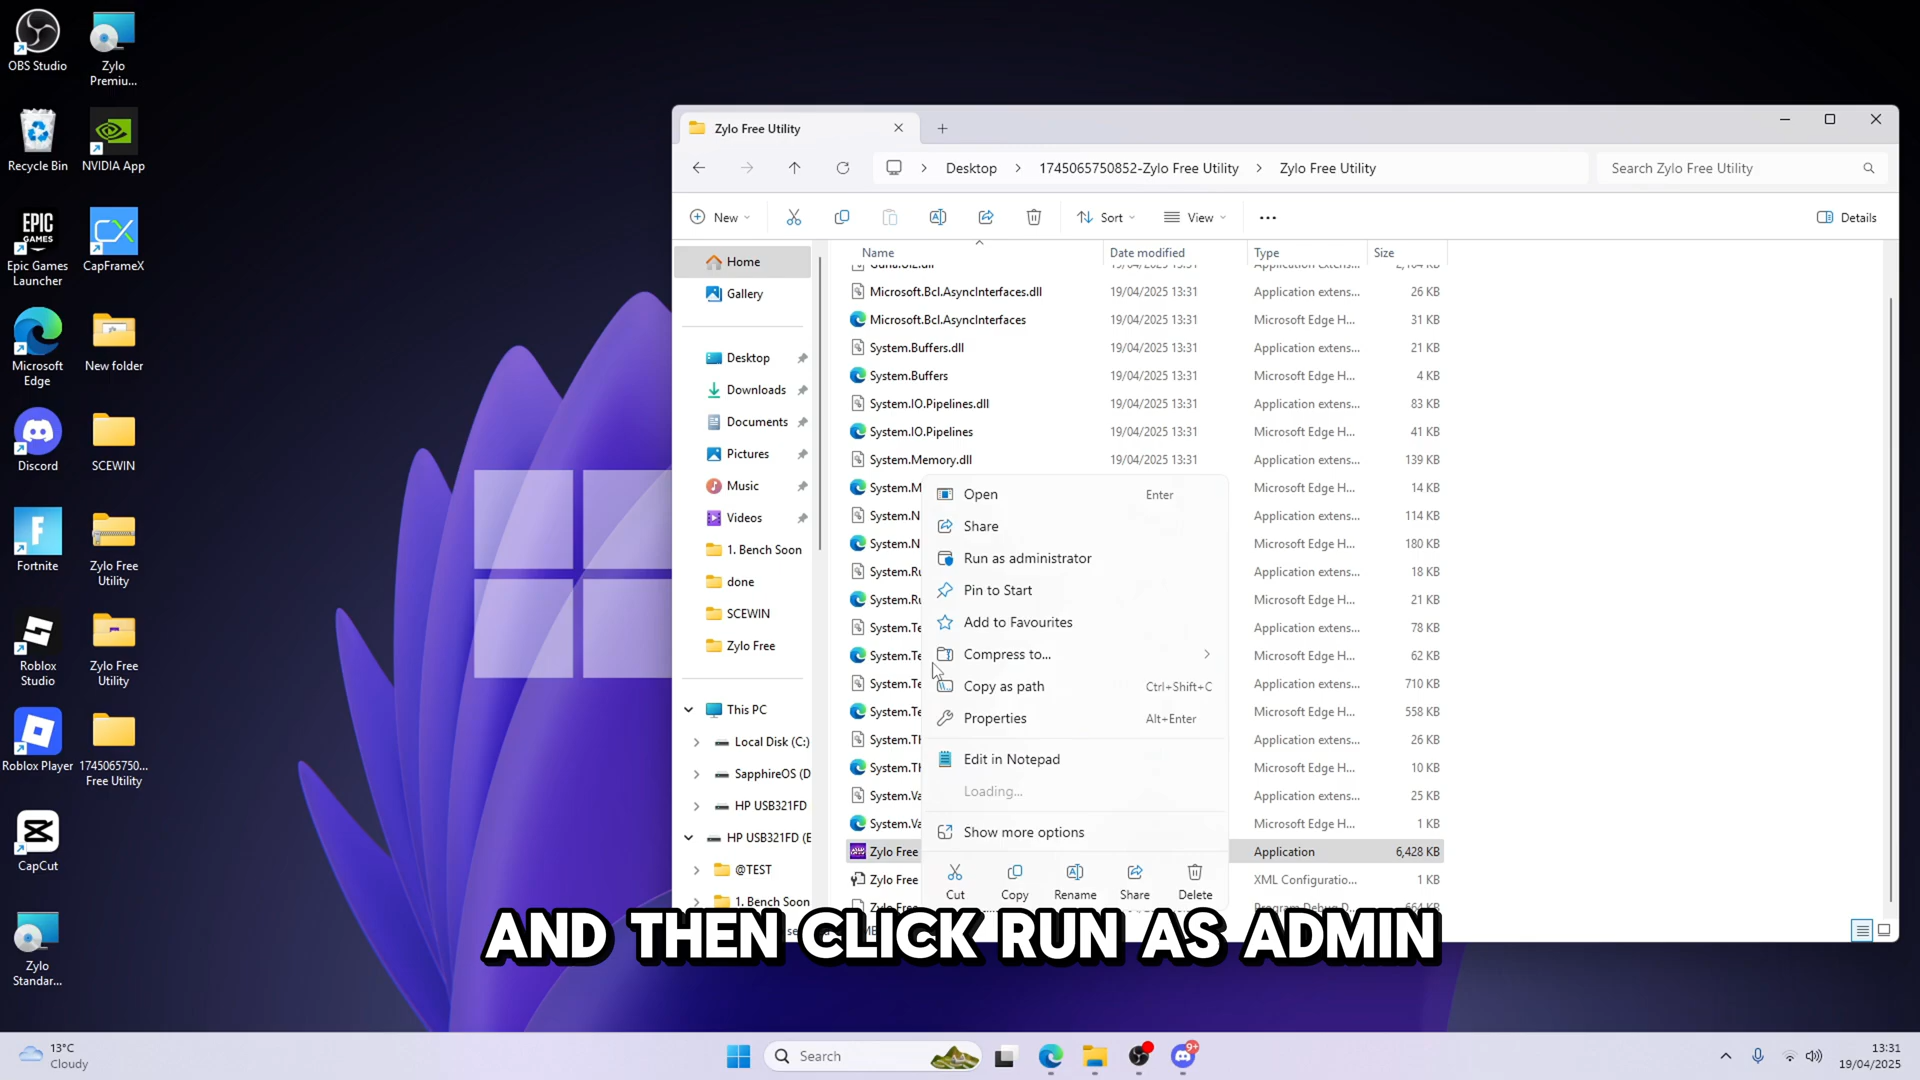 OBS Studio
Zylo
Premiu...
Recycle Bin
NVIDIA App
EPIC
GAMES
Epic Games
Launcher
CapFrameX
Microsoft
Edge
New folder
Discord
SCEWIN
Fortnite
Zylo Free
Utility
Roblox
Studio
Zylo Free
Utility
Roblox Player
1745065750...
Free Utility
CapCut
Zylo
Standar...
Zylo Free Utility
Desktop
1745065750852-Zylo Free Utility
Zylo Free Utility
Search Zylo Free Utility
New
Sort
View
Details
Name
Date modified
Type
Size
Home
Gallery
Desktop
Downloads
Documents
Pictures
Music
Videos
1. Bench Soon
done
SCEWIN
Zylo Free
This PC
Local Disk (C:)
SapphireOS (D
HP USB321FD
HP USB321FD (E
@TEST
1. Bench Soon
Microsoft.Bcl.AsyncInterfaces.dll 19/04/2025 13:31 Application extens... 26 KB
Microsoft.Bcl.AsyncInterfaces 19/04/2025 13:31 Microsoft Edge H... 31 KB
System.Buffers.dll 19/04/2025 13:31 Application extens... 21 KB
System.Buffers 19/04/2025 13:31 Microsoft Edge H... 4 KB
System.IO.Pipelines.dll 19/04/2025 13:31 Application extens... 83 KB
System.IO.Pipelines 19/04/2025 13:31 Microsoft Edge H... 41 KB
System.Memory.dll 19/04/2025 13:31 Application extens... 139 KB
System.M Microsoft Edge H... 14 KB
System.N Application extens... 114 KB
System.N Microsoft Edge H... 180 KB
System.Ru Application extens... 18 KB
System.Ru Microsoft Edge H... 21 KB
System.Te Application extens... 78 KB
System.Te Microsoft Edge H... 62 KB
System.Te Application extens... 710 KB
System.Te Microsoft Edge H... 558 KB
System.Th Application extens... 26 KB
System.Th Microsoft Edge H... 10 KB
System.Va Application extens... 25 KB
System.Va Microsoft Edge H... 1 KB
Zylo Free Application 6,428 KB
Zylo Free XML Configuratio... 1 KB
Open Enter
Share
Run as administrator
Pin to Start
Add to Favourites
Compress to...
Copy as path Ctrl+Shift+C
Properties Alt+Enter
Edit in Notepad
Loading...
Show more options
Cut
Copy
Rename
Share
Delete
AND THEN CLICK RUN AS ADMIN
13°C
Cloudy
Search
9+
13:31
19/04/2025